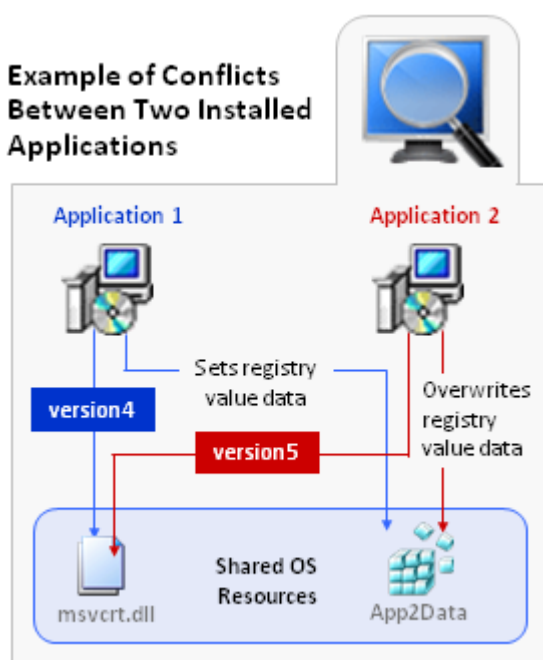 Example of Conflicts
Between Two Installed
Applications
Application 1
Application 2
Sets registry
value data
Overwrites
registry
value data
version4
version5
Shared OS
Resources
msvcrt.dll
App2Data